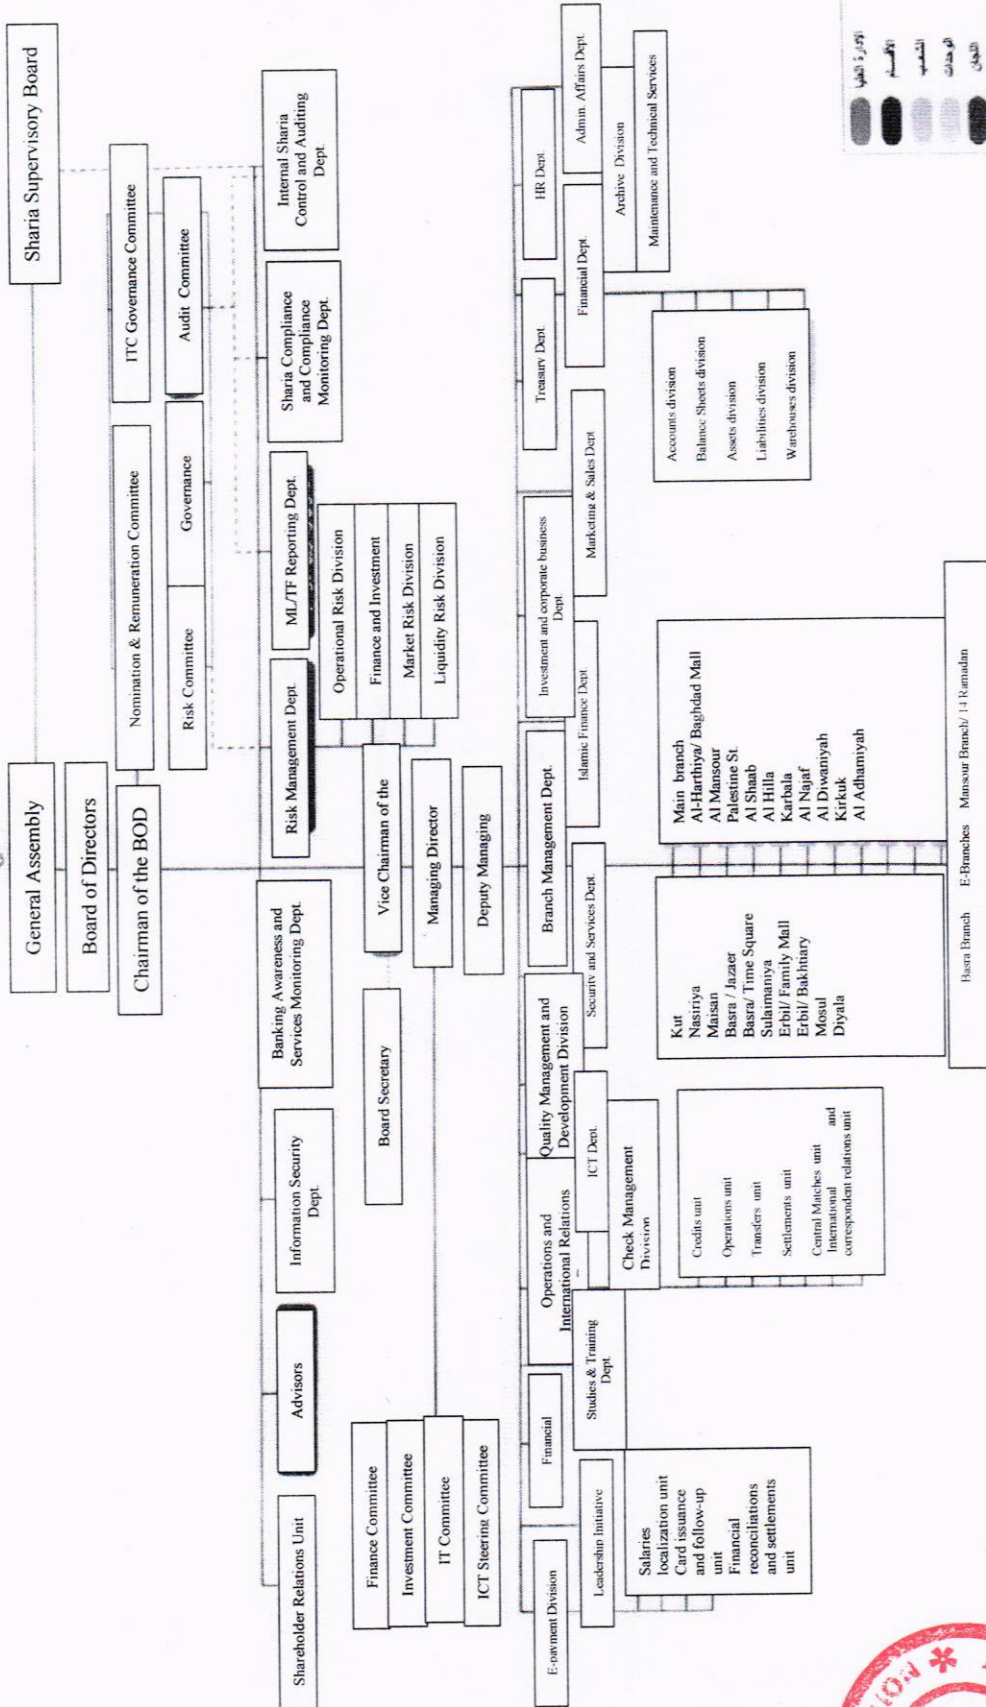 General Assembly
Sharia Supervisory Board
Board of Directors
Chairman of the BOD
Nomination & Remuneration Committee
ITC Governance Committee
Risk Committee
Governance
Audit Committee
Shareholder Relations Unit
Advisors
Information Security
Dept.
Banking Awareness and
Services Monitoring Dept.
Risk Management Dept.
ML/TF Reporting Dept.
Sharia Compliance
and Compliance
Monitoring Dept.
Internal Sharia
Control and Auditing
Dept.
Operational Risk Division
Finance and Investment
Market Risk Division
Liquidity Risk Division
Finance Committee
Investment Committee
IT Committee
ICT Steering Committee
Board Secretary
Vice Chairman of the
Managing Director
Deputy Managing
E-payment Division
Financial
Operations and
International Relations
Quality Management and
Development Division
Branch Management Dept.
Investment and corporate business
Dept.
Treasury Dept.
HR Dept.
Leadership Initiative
Studies & Training
Dept.
ICT Dept.
Security and Services Dept.
Islamic Finance Dept
Marketing & Sales Dept
Financial Dept.
Admin. Affairs Dept.
Check Management
Division
Archive Division
Maintenance and Technical Services
Salaries
localization unit
Card issuance
and follow-up
unit
Financial
reconciliations
and settlements
unit
Credits unit
Operations unit
Transfers unit
Settlements unit
Central Matches unit and
International
correspondent relations unit
Kut
Nasiriya
Maisan
Basra / Jazaer
Basra/ Time Square
Sulaimaniya
Erbil/ Family Mall
Erbil/ Bakhtiary
Mosul
Diyala
Main branch
Al-Harthiya/ Baghdad Mall
Al Mansour
Palestine St.
Al Shaab
Al Hilla
Karbala
Al Najaf
Al Diwaniyah
Kirkuk
Al Adhamiyah
Accounts division
Balance Sheets division
Assets division
Liabilities division
Warehouses division
Basra Branch E-Branches Mansour Branch/ 14 Ramadan
الإدارة العليا
الأقسام
الشعب
الوحدات
اللجان